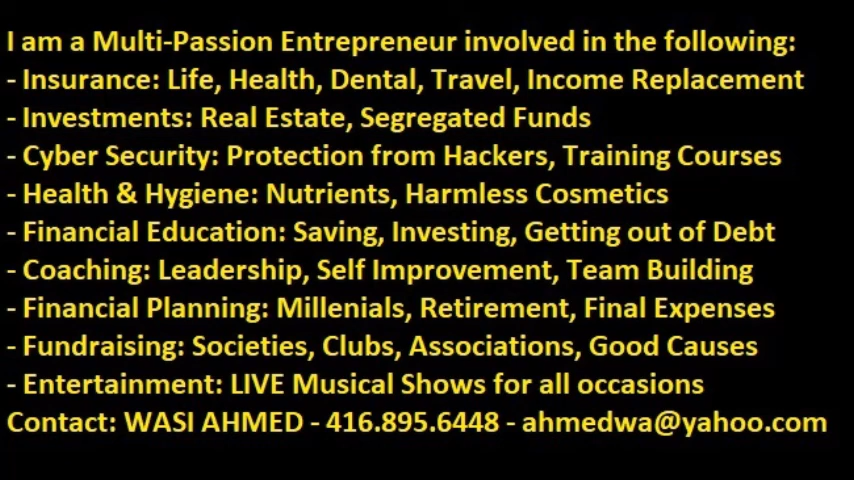 I am a Multi-Passion Entrepreneur involved in the following:
- Insurance: Life, Health, Dental, Travel, Income Replacement
- Investments: Real Estate, Segregated Funds
- Cyber Security: Protection from Hackers, Training Courses
- Health & Hygiene: Nutrients, Harmless Cosmetics
- Financial Education: Saving, Investing, Getting out of Debt
- Coaching: Leadership, Self Improvement, Team Building
- Financial Planning: Millenials, Retirement, Final Expenses
- Fundraising: Societies, Clubs, Associations, Good Causes
- Entertainment: LIVE Musical Shows for all occasions
Contact: WASI AHMED - 416.895.6448 - ahmedwa@yahoo.com